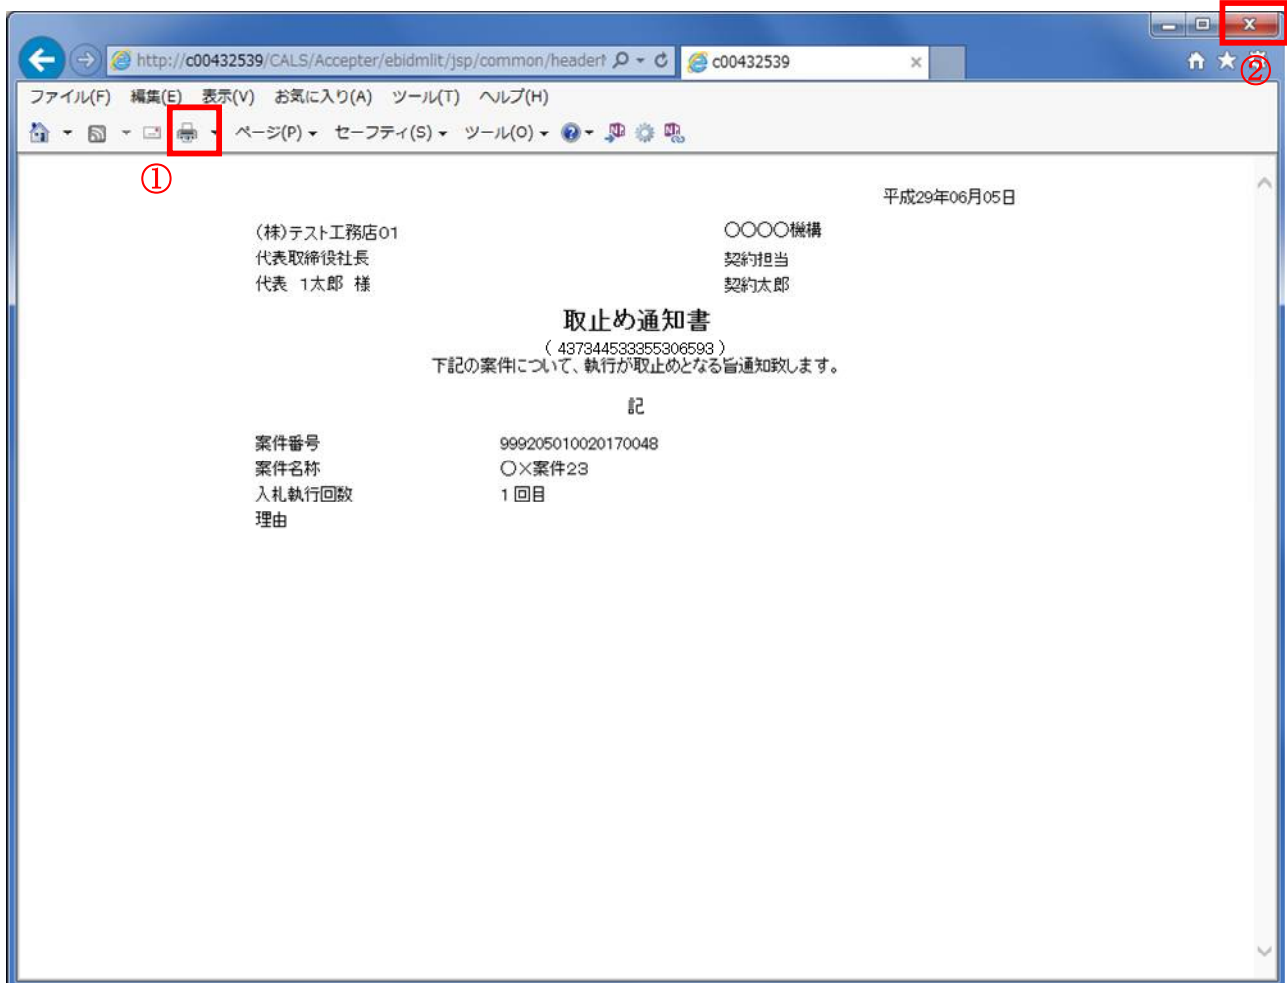 http://c00432539/CALS/Accepter/ebidmlit/jsp/common/header
c00432539
②
ファイル(F) 編集(E) 表示(V) お気に入り(A) ツール(T) ヘルプ(H)
ページ(P) セーフティ(S) ツール(O)
①
平成29年06月05日
(株)テスト工務店01 〇〇〇〇機構
代表取締役社長 契約担当
代表 1太郎 様 契約太郎
取止め通知書
( 437344533355306593 )
下記の案件について、執行が取止めとなる旨通知致します。
記
案件番号 999205010020170048
案件名称 〇×案件23
入札執行回数 1回目
理由